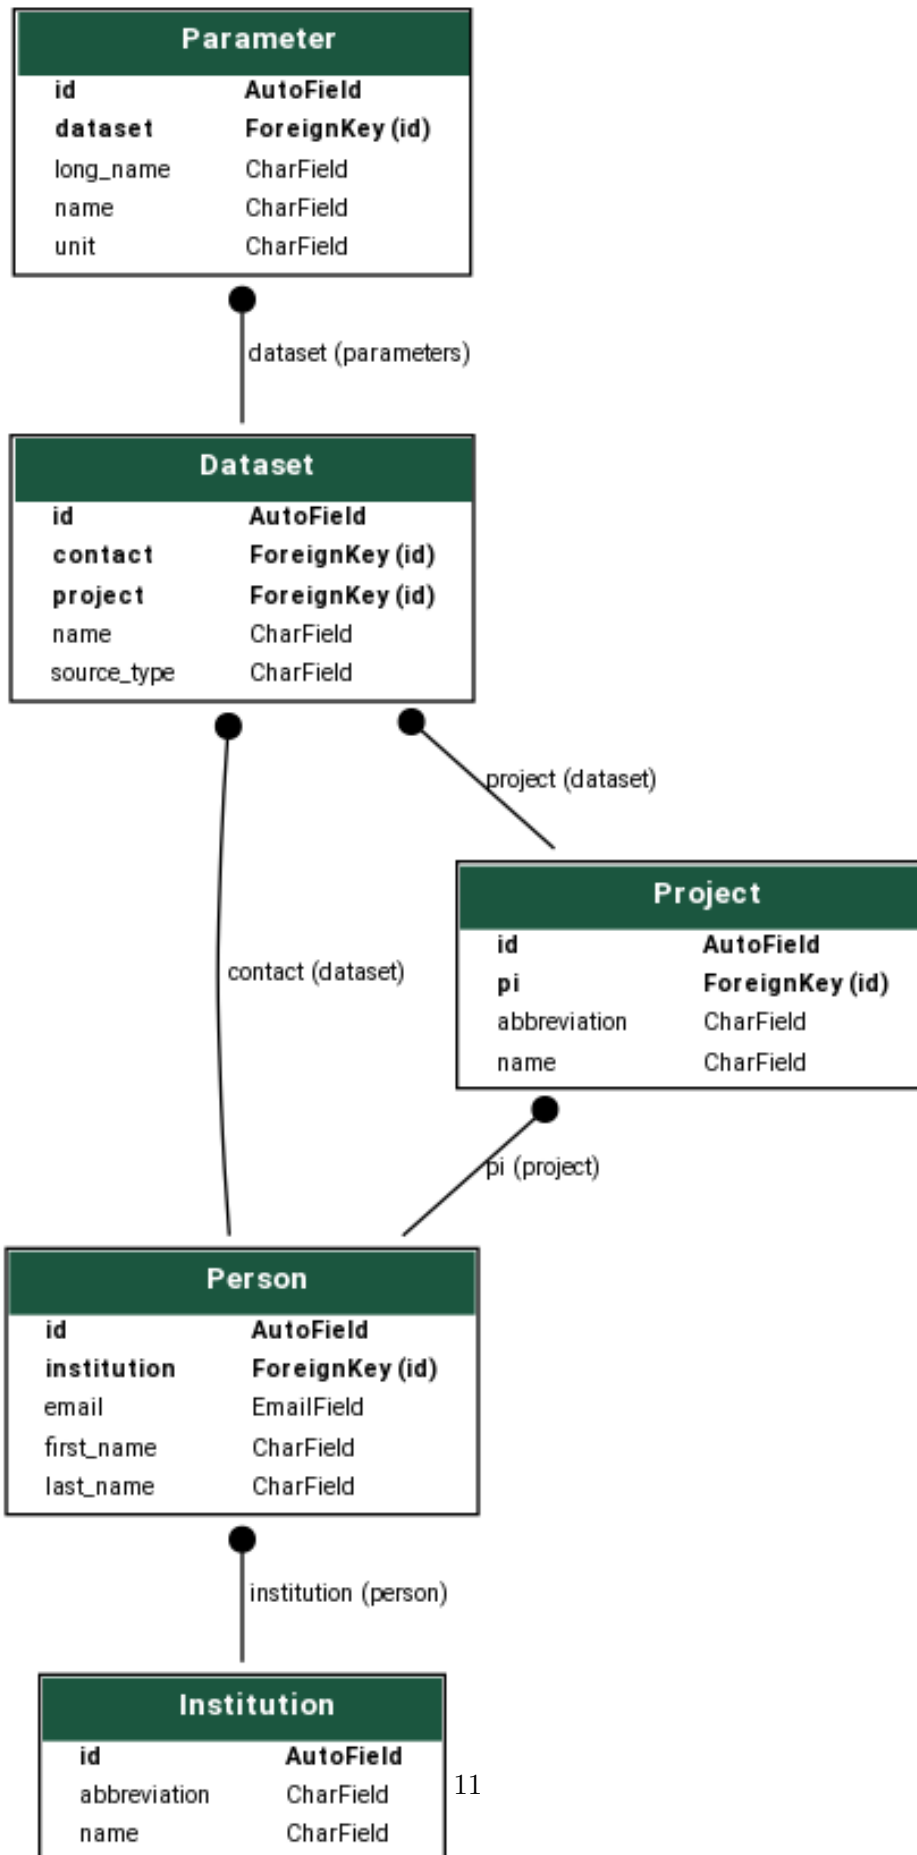 Parameter
id AutoField
dataset ForeignKey (id)
long_name CharField
name CharField
unit CharField
dataset (parameters)
Dataset
id AutoField
contact ForeignKey (id)
project ForeignKey (id)
name CharField
source_type CharField
project (dataset)
Project
id AutoField
pi ForeignKey (id)
abbreviation CharField
name CharField
contact (dataset)
pi (project)
Person
id AutoField
institution ForeignKey (id)
email EmailField
first_name CharField
last_name CharField
institution (person)
Institution
id AutoField
abbreviation CharField
name CharField
11